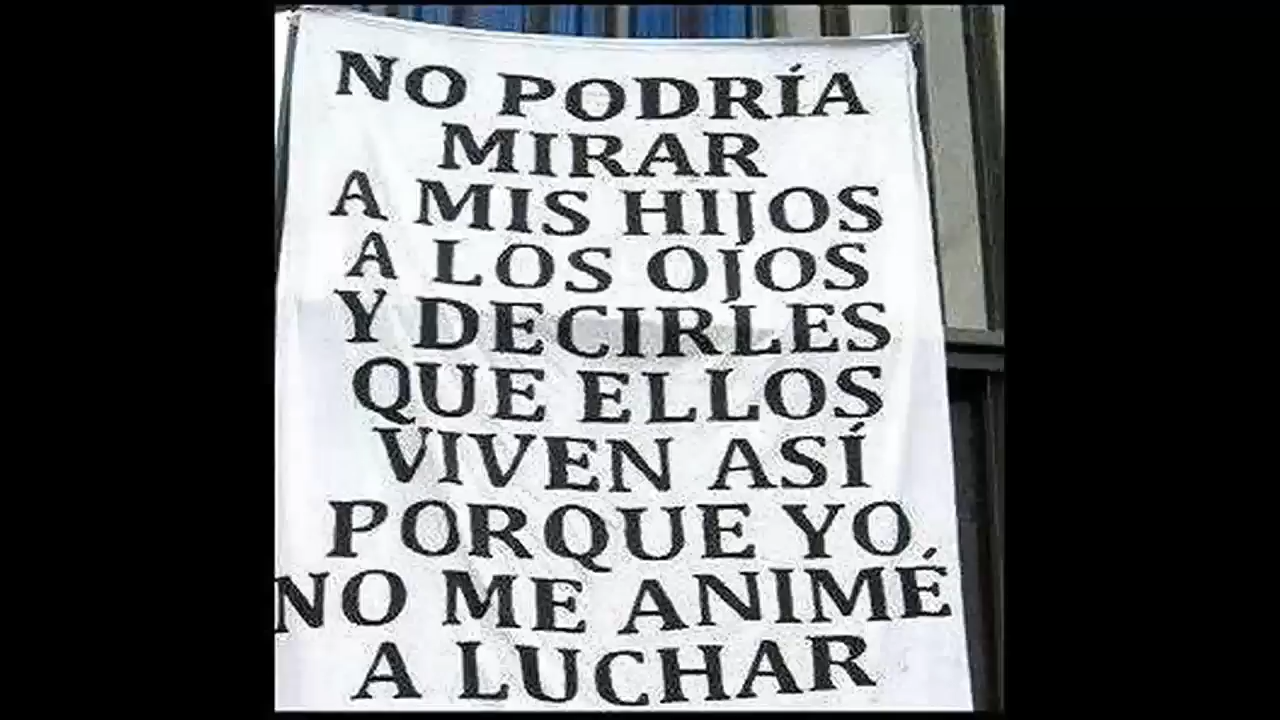 NO PODRÍA
MIRAR
A MIS HIJOS
A LOS OJOS
Y DECIRLES
QUE ELLOS
VIVEN ASÍ
PORQUE YO
NO ME ANIMÉ
A LUCHAR